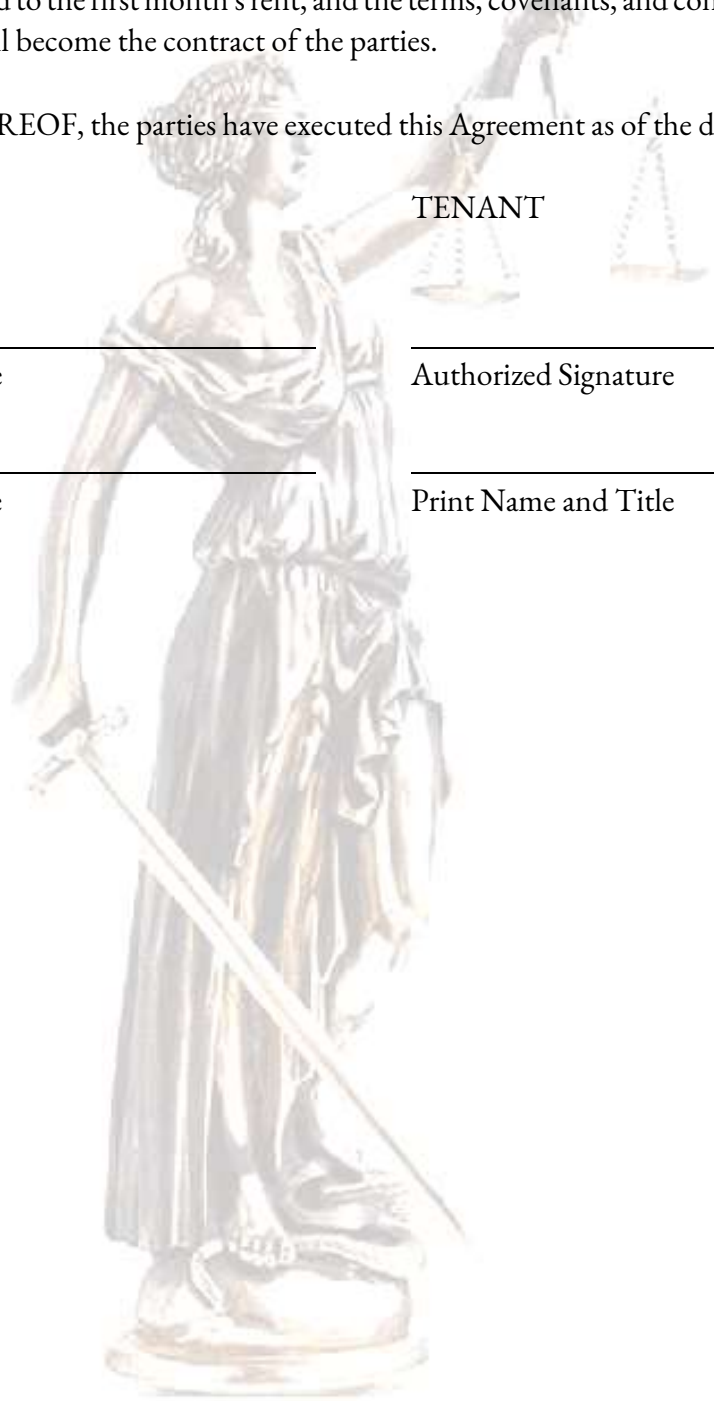 to the first month's rent, and the terms, covenants, and
become the contract of the parties.
REOF, the parties have executed this Agreement as of the
TENANT
Authorized Signature
Print Name and Title